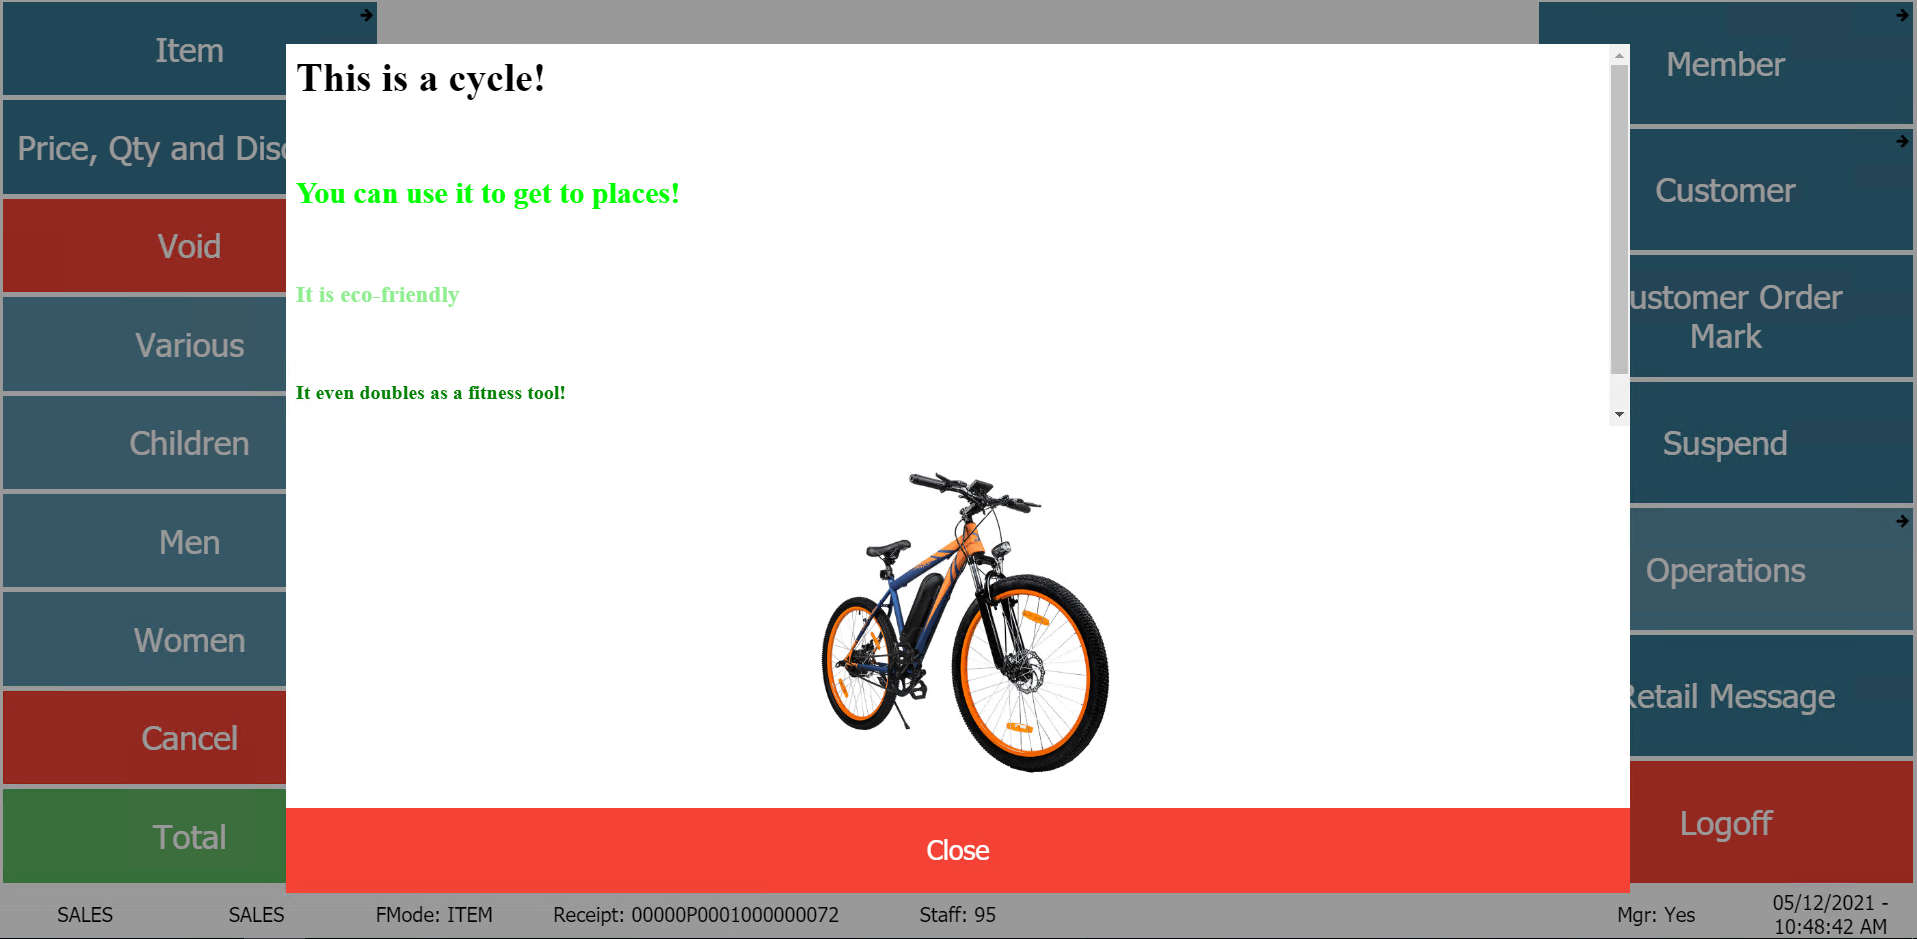 Item
Price, Qty and Disc
Void
Various
Children
Men
Women
Cancel
Total
This is a cycle!
You can use it to get to places!
It is eco-friendly
It even doubles as a fitness tool!
Close
Member
Customer
ustomer Order
Mark
Suspend
Operations
Retail Message
Logoff
SALES
SALES
FMode: ITEM
Receipt: 00000P0001000000072
Staff: 95
Mgr: Yes
05/12/2021 -
10:48:42 AM